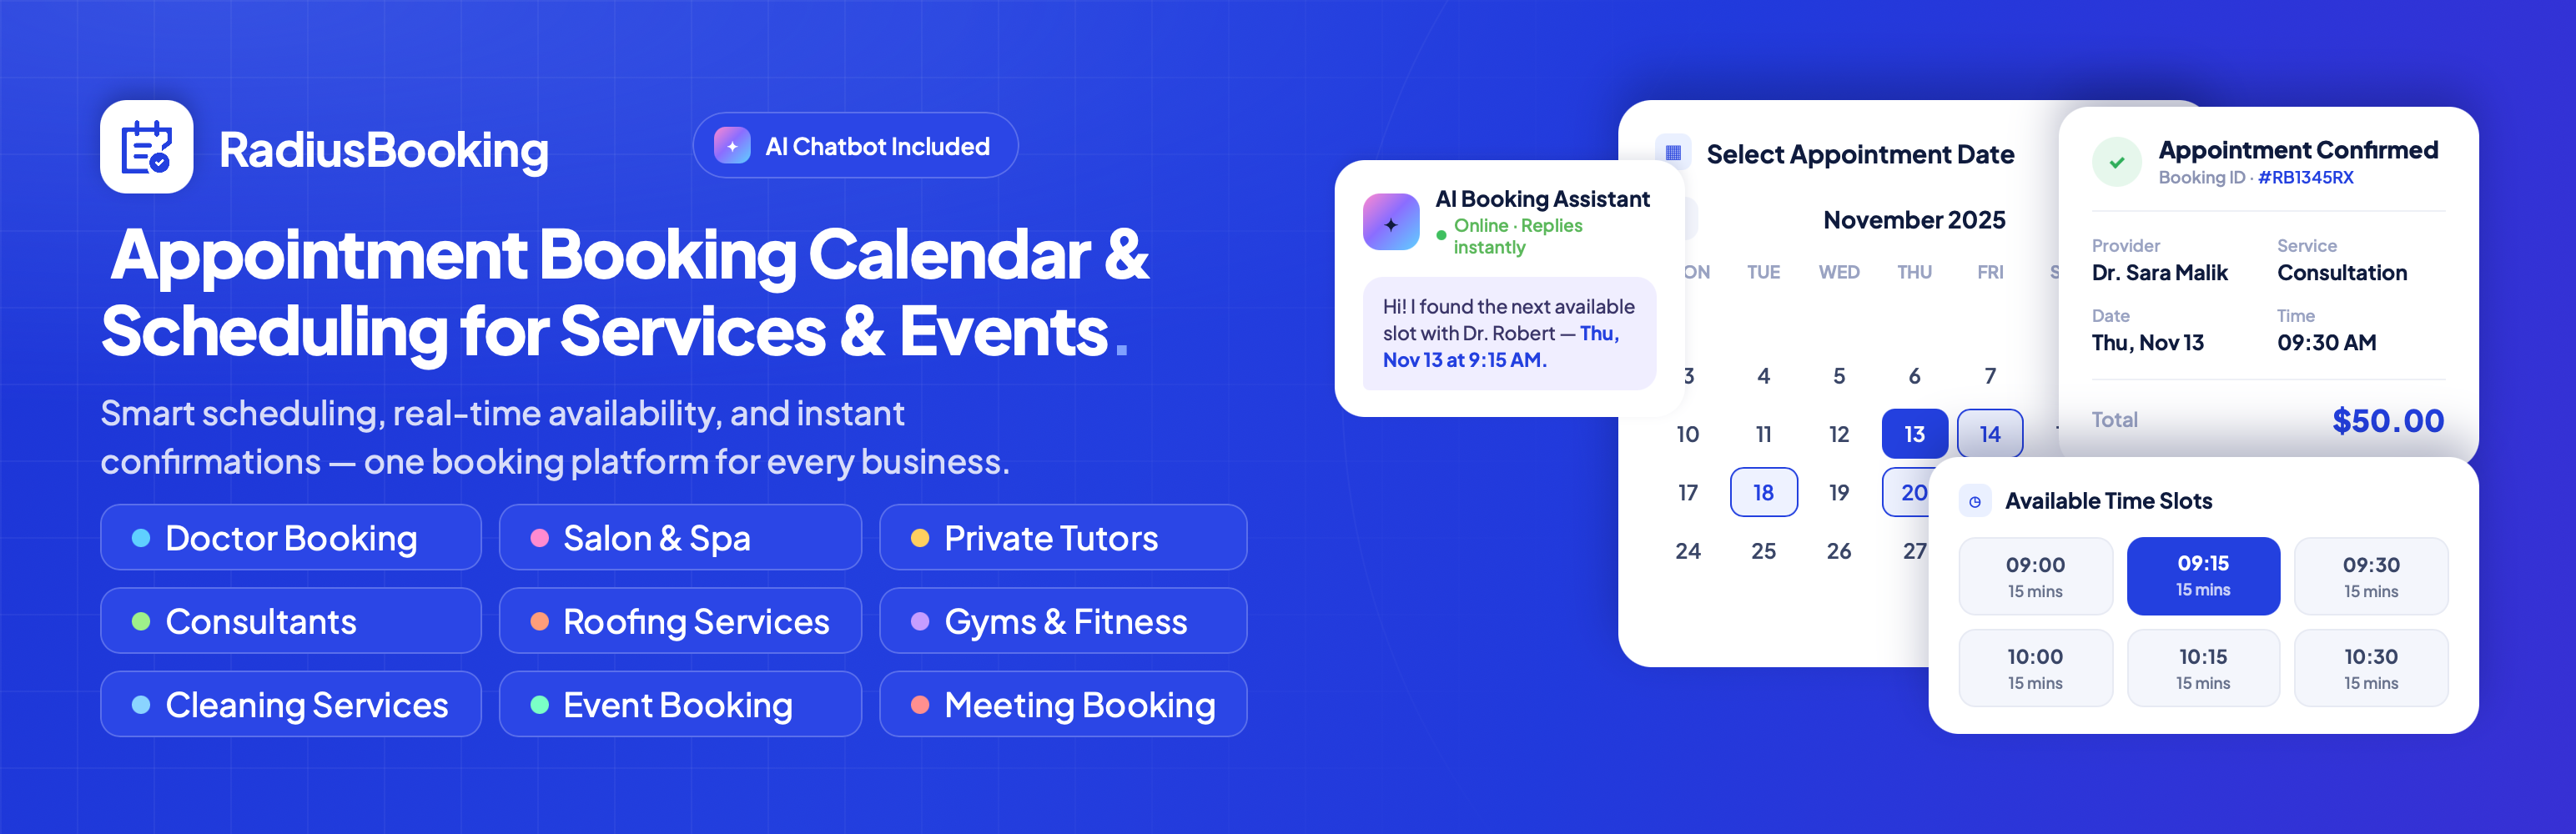 RadiusBooking
AI Chatbot Included
Appointment Booking Calendar &
Scheduling for Services & Events.
Smart scheduling, real-time availability, and instant
confirmations — one booking platform for every business.
Doctor Booking
Salon & Spa
Private Tutors
Consultants
Roofing Services
Gyms & Fitness
Cleaning Services
Event Booking
Meeting Booking
AI Booking Assistant
Online · Replies
instantly
Hi! I found the next available
slot with Dr. Robert — Thu,
Nov 13 at 9:15 AM.
Select Appointment Date
November 2025
TUE WED THU FRI
3 4 5 6 7
10 11 12 13 14
17 18 19 20
24 25 26 27
Appointment Confirmed
Booking ID · #RB1345RX
Provider Service
Dr. Sara Malik Consultation
Date Time
Thu, Nov 13 09:30 AM
Total $50.00
Available Time Slots
09:00 09:15 09:30
15 mins 15 mins 15 mins
10:00 10:15 10:30
15 mins 15 mins 15 mins